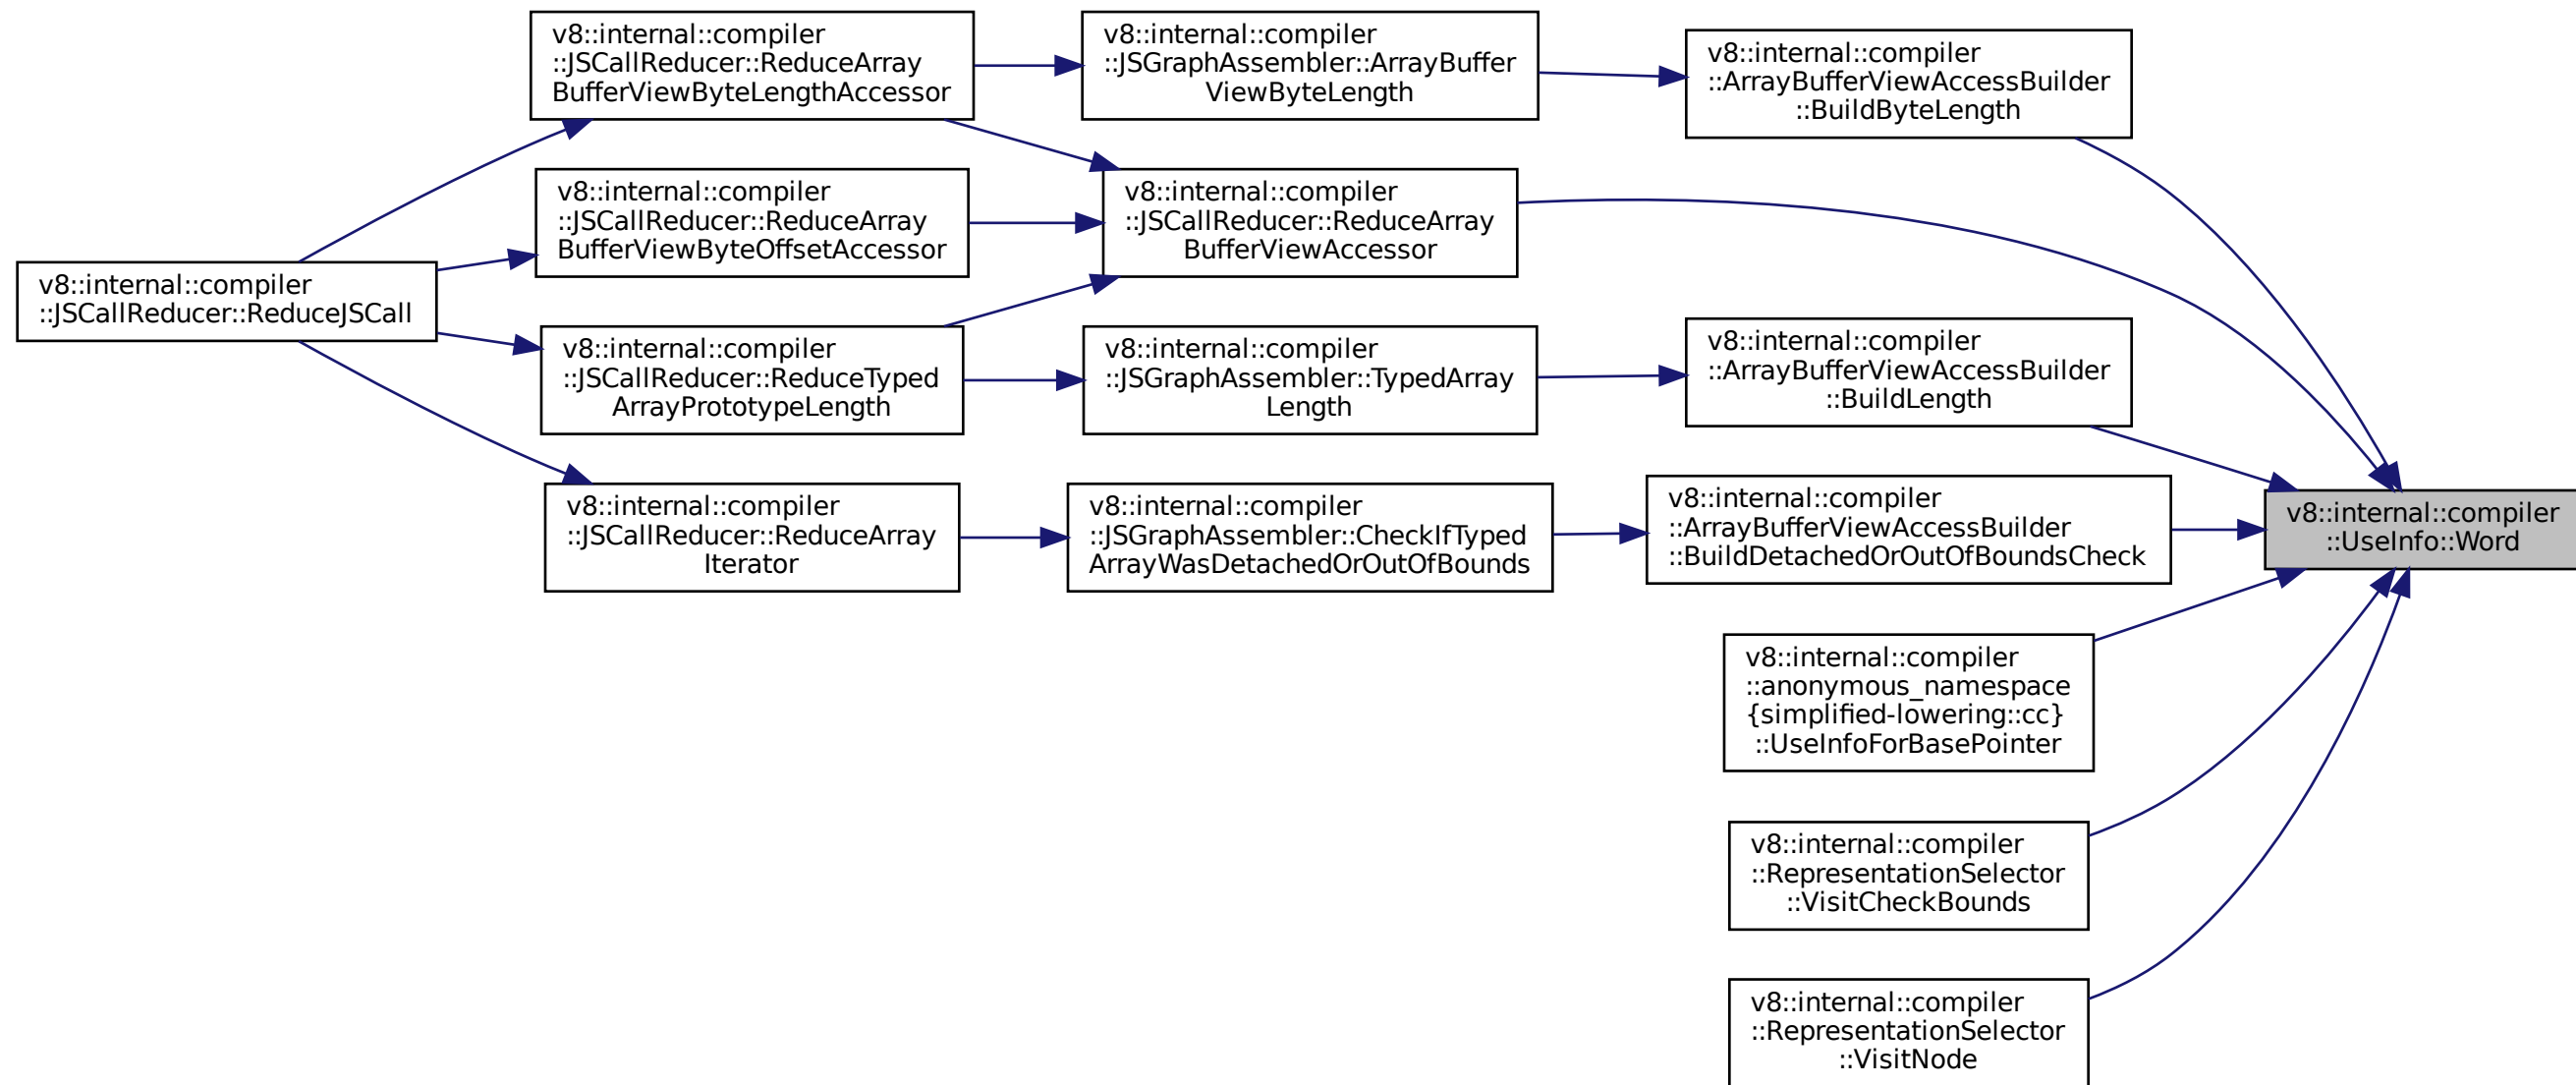 v8::internal::compiler
::JSCallReducer::ReduceJSCall
v8::internal::compiler
::JSCallReducer::ReduceArray
BufferViewByteLengthAccessor
v8::internal::compiler
::JSCallReducer::ReduceArray
BufferViewByteOffsetAccessor
v8::internal::compiler
::JSCallReducer::ReduceTyped
ArrayPrototypeLength
v8::internal::compiler
::JSCallReducer::ReduceArray
Iterator
v8::internal::compiler
::JSGraphAssembler::ArrayBuffer
ViewByteLength
v8::internal::compiler
::JSCallReducer::ReduceArray
BufferViewAccessor
v8::internal::compiler
::JSGraphAssembler::TypedArray
Length
v8::internal::compiler
::JSGraphAssembler::CheckIfTyped
ArrayWasDetachedOrOutOfBounds
v8::internal::compiler
::ArrayBufferViewAccessBuilder
::BuildByteLength
v8::internal::compiler
::ArrayBufferViewAccessBuilder
::BuildLength
v8::internal::compiler
::ArrayBufferViewAccessBuilder
::BuildDetachedOrOutOfBoundsCheck
v8::internal::compiler
::anonymous_namespace
{simplified-lowering::cc}
::UseInfoForBasePointer
v8::internal::compiler
::RepresentationSelector
::VisitCheckBounds
v8::internal::compiler
::RepresentationSelector
::VisitNode
v8::internal::compiler
::UseInfo::Word